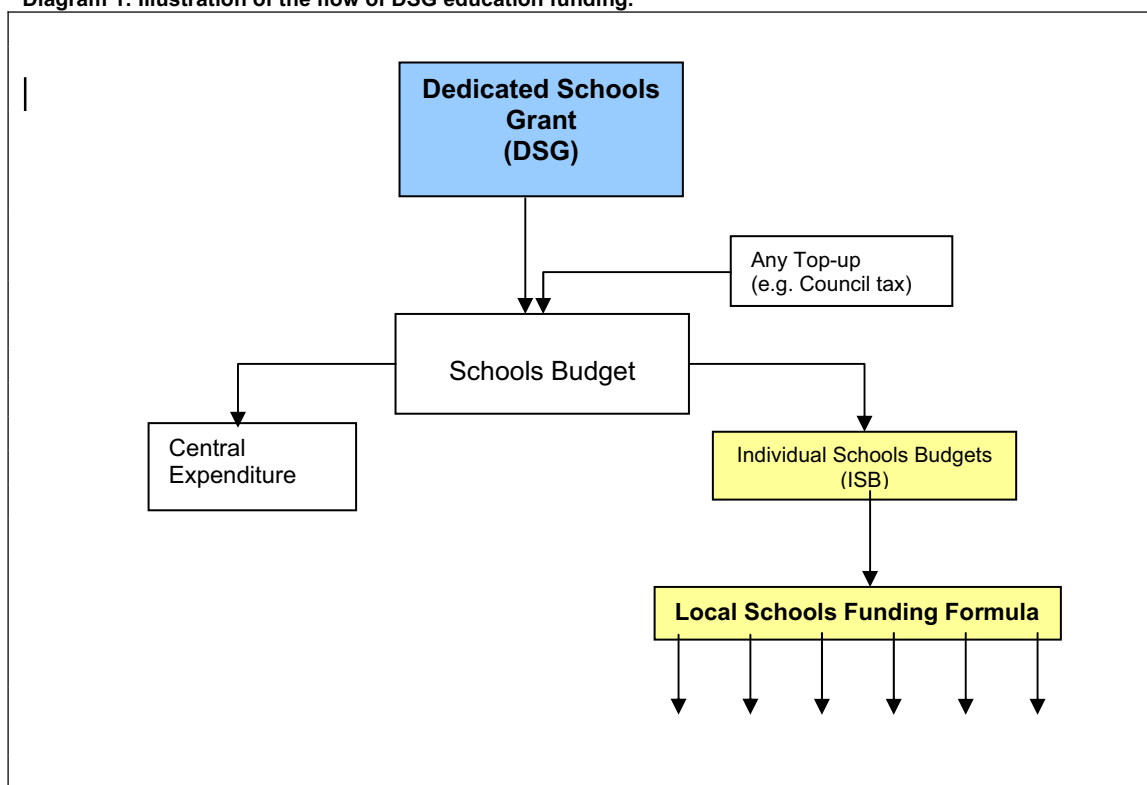 Diagram 1: Illustration of the flow of DSG education funding.
Dedicated Schools
Grant
(DSG)
Any Top-up
(e.g. Council tax)
Schools Budget
Central
Expenditure
Individual Schools Budgets
(ISB)
Local Schools Funding Formula